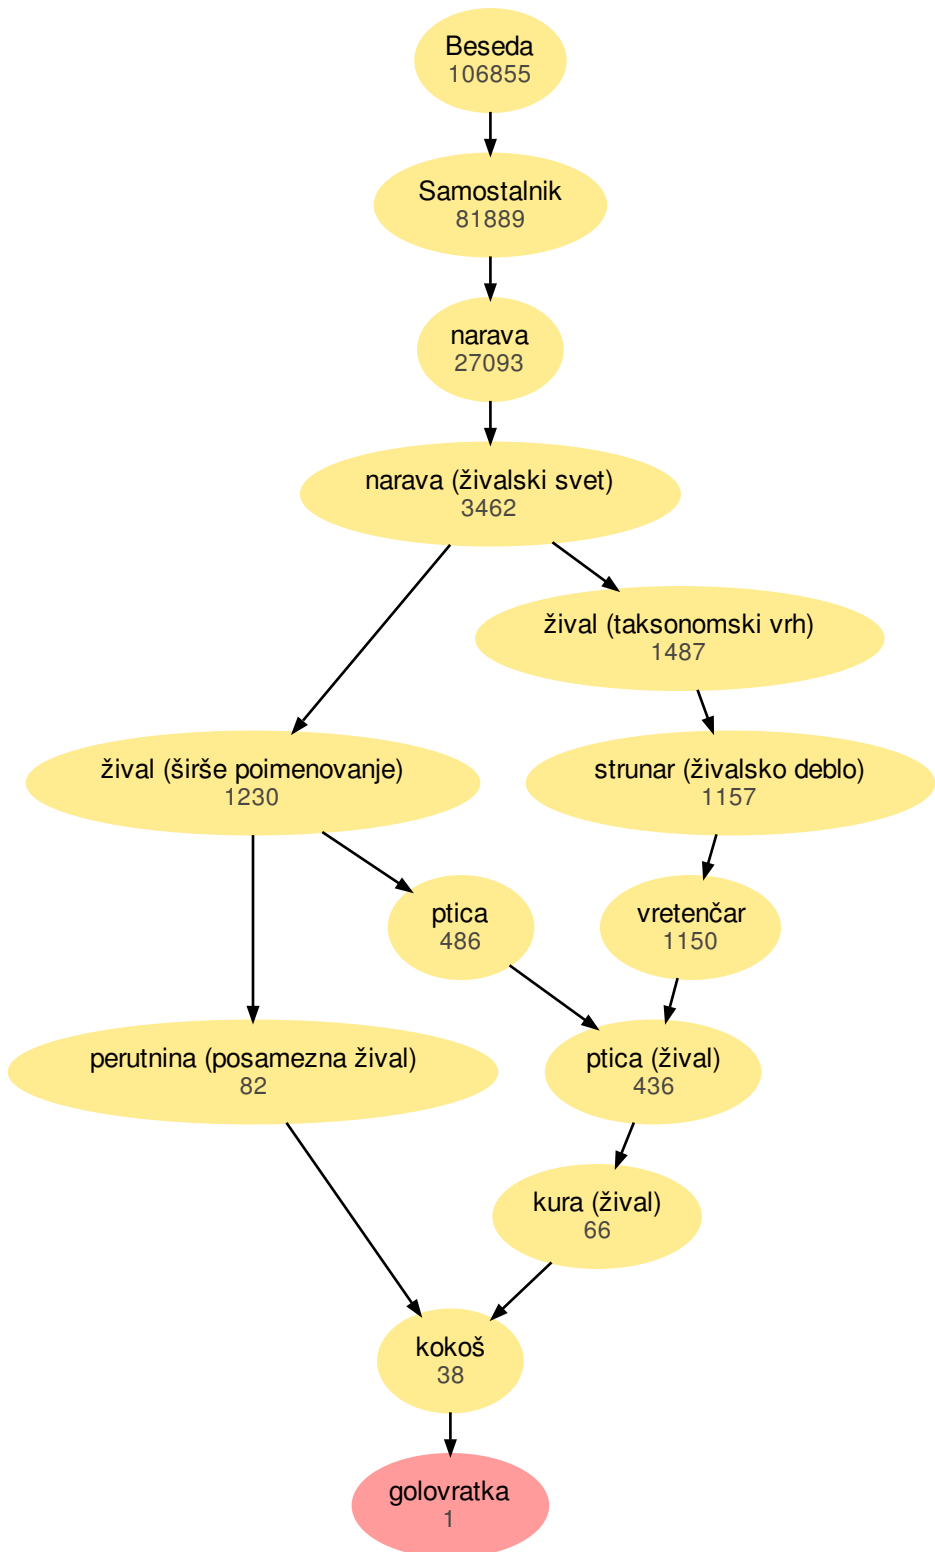 Beseda
106855
Samostalnik
81889
narava
27093
narava (živalski svet)
3462
žival (taksonomski vrh)
1487
žival (širše poimenovanje)
1230
strunar (živalsko deblo)
1157
ptica
486
vretenčar
1150
perutnina (posamezna žival)
82
ptica (žival)
436
kura (žival)
66
kokoš
38
golovratka
1